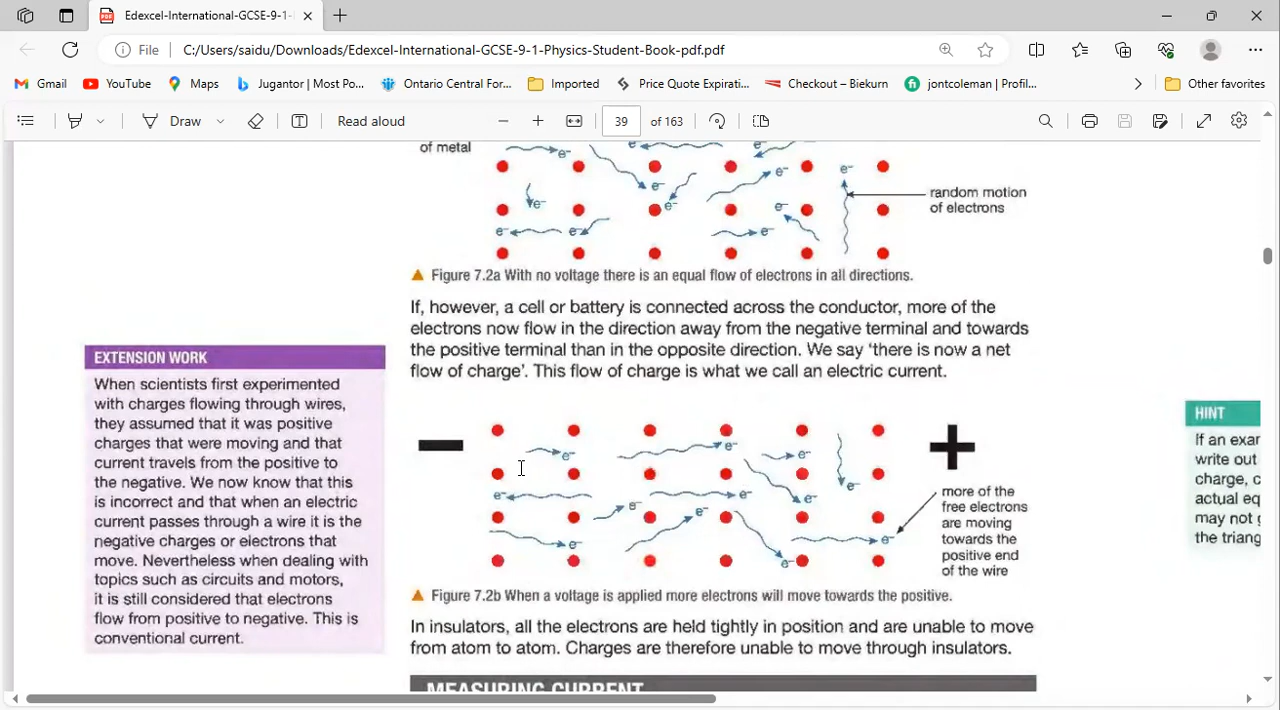 Edexcel-International-GCSE-9-1-
File C:/Users/saidu/Downloads/Edexcel-International-GCSE-9-1-Physics-Student-Book-pdf.pdf
Gmail YouTube Maps Jugantor | Most Po... Ontario Central For... Imported Price Quote Expirati... Checkout – Biekurn jontcoleman | Profil... Other favorites
Draw Read aloud 39 of 163
of metal
e⁻ e⁻ e⁻
e⁻ e⁻ e⁻
e⁻ e⁻ e⁻
e⁻ e⁻ e⁻
random motion
of electrons
Figure 7.2a With no voltage there is an equal flow of electrons in all directions.
If, however, a cell or battery is connected across the conductor, more of the
electrons now flow in the direction away from the negative terminal and towards
the positive terminal than in the opposite direction. We say 'there is now a net
flow of charge'. This flow of charge is what we call an electric current.
EXTENSION WORK
When scientists first experimented
with charges flowing through wires,
they assumed that it was positive
charges that were moving and that
current travels from the positive to
the negative. We now know that this
is incorrect and that when an electric
current passes through a wire it is the
negative charges or electrons that
move. Nevertheless when dealing with
topics such as circuits and motors,
it is still considered that electrons
flow from positive to negative. This is
conventional current.
− +
e⁻ e⁻ e⁻
e⁻ e⁻ e⁻ e⁻
e⁻ e⁻
e⁻ e⁻ e⁻
more of the
free electrons
are moving
towards the
positive end
of the wire
Figure 7.2b When a voltage is applied more electrons will move towards the positive.
In insulators, all the electrons are held tightly in position and are unable to move
from atom to atom. Charges are therefore unable to move through insulators.
MEASURING CURRENT
HINT
If an exar
write out
charge, c
actual eq
may not
the triang